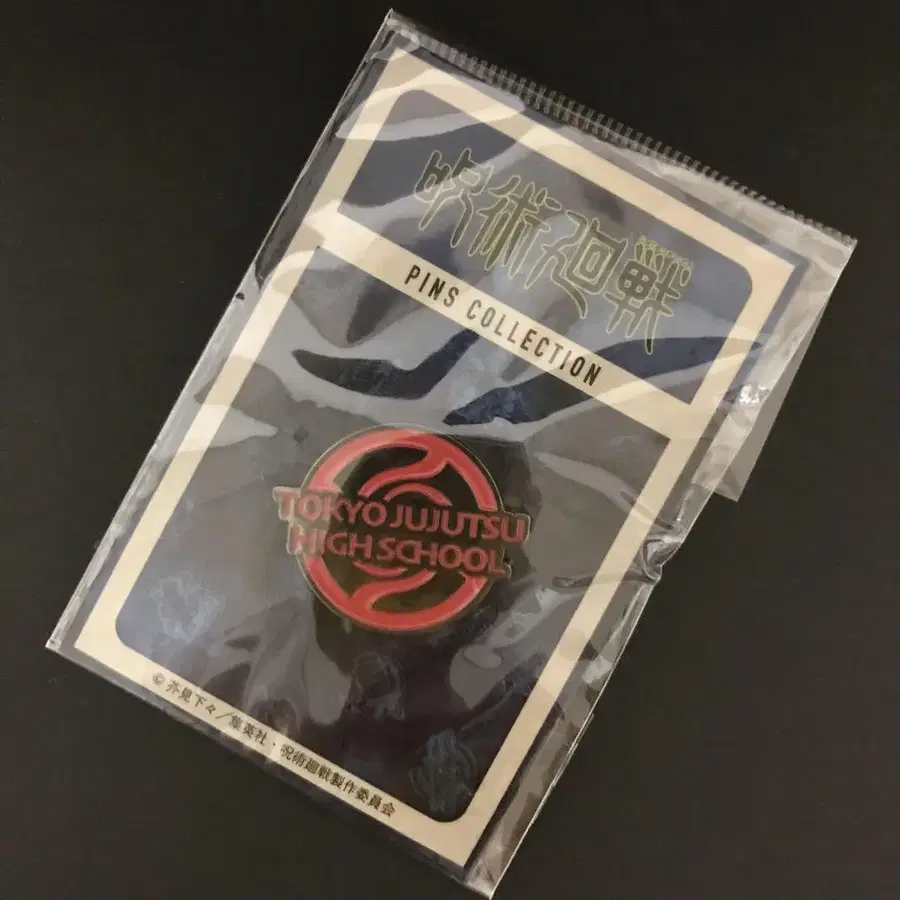 呪術廻戦
PINS COLLECTION
TOKYO JUJUTSU
HIGH SCHOOL
© 芥見下々／集英社・呪術廻戦製作委員会